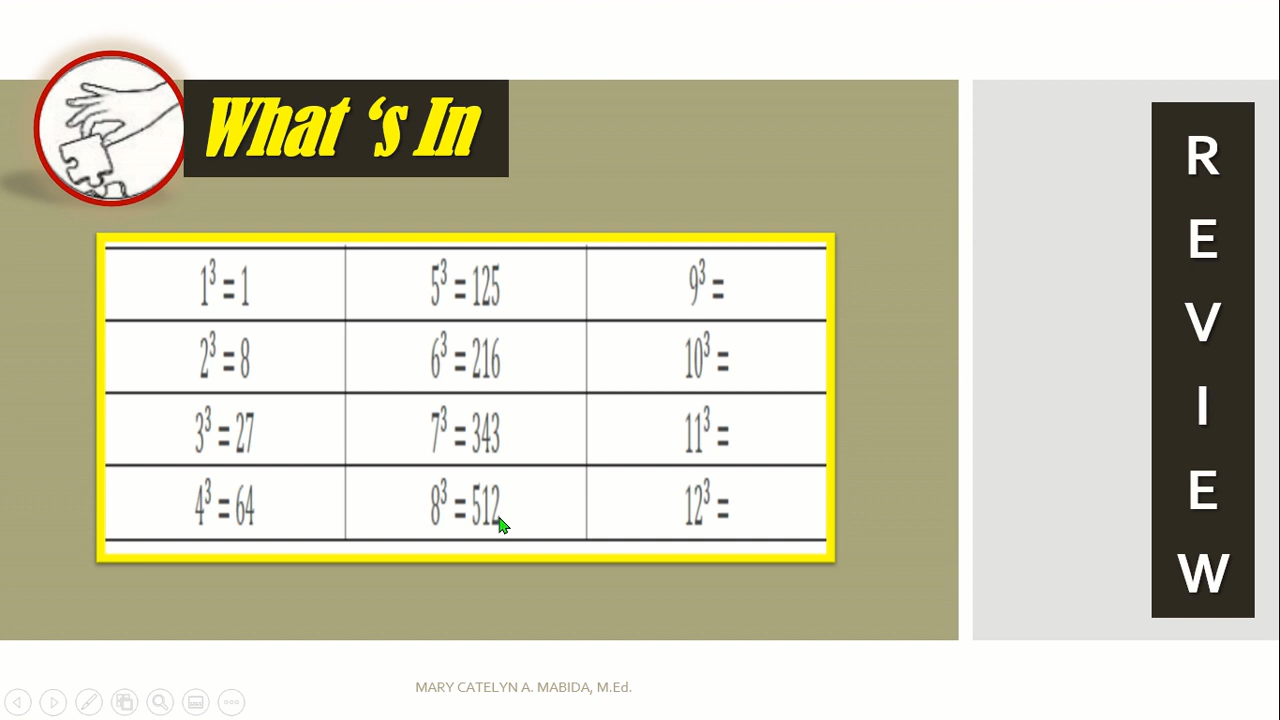 What ‘s In
1³ = 1 5³ = 125 9³ =
2³ = 8 6³ = 216 10³ =
3³ = 27 7³ = 343 11³ =
4³ = 64 8³ = 512 12³ =
REVIEW
MARY CATELYN A. MABIDA, M.Ed.